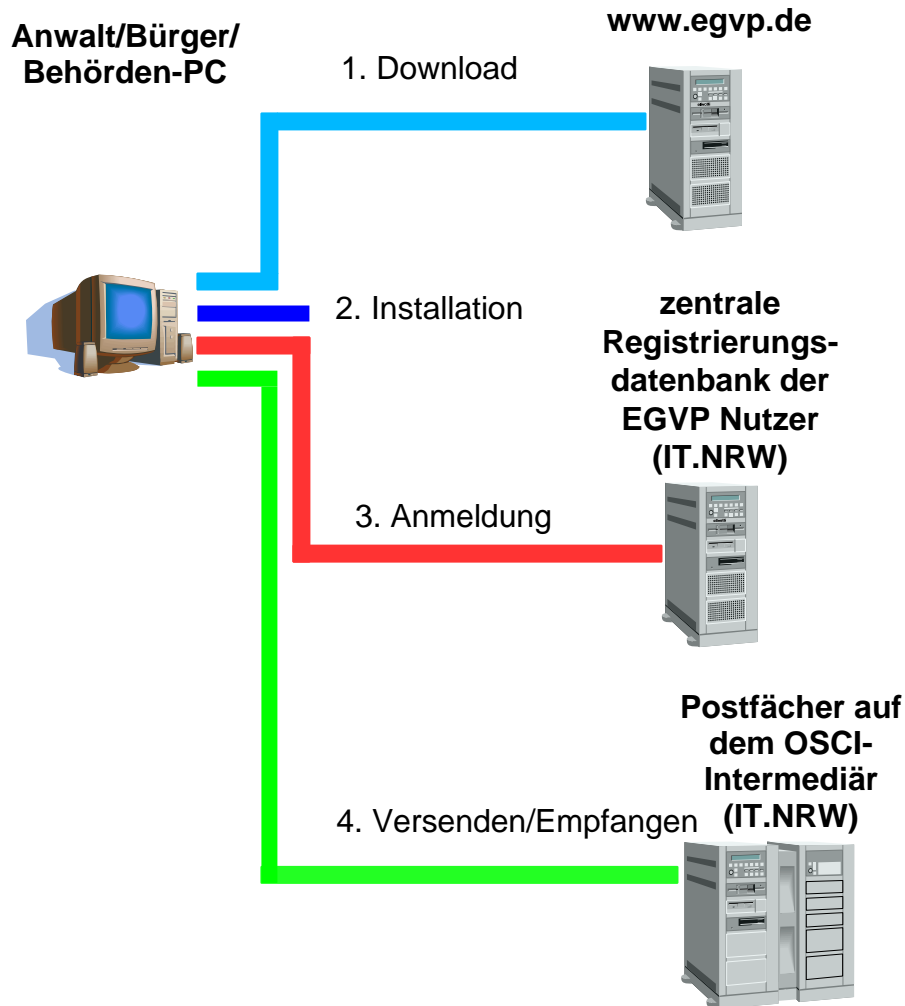 Anwalt/Bürger/
Behörden-PC
www.egvp.de
1. Download
2. Installation
zentrale
Registrierungs-
datenbank der
EGVP Nutzer
(IT.NRW)
3. Anmeldung
Postfächer auf
dem OSCI-
Intermediär
(IT.NRW)
4. Versenden/Empfangen